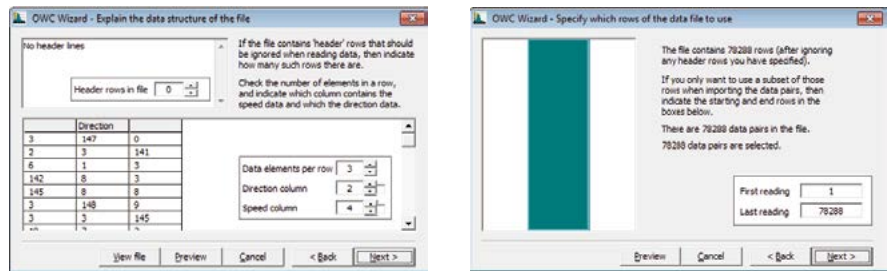 OWC Wizard - Explain the data structure of the file
No header lines
Header rows in file 0
If the file contains 'header' rows that should
be ignored when reading data, then indicate
how many such rows there are.
Check the number of elements in a row,
and indicate which column contains the
speed data and which the direction data.
Direction
3 147 0
2 3 141
6 1 3
142 8 3
145 8 8
3 148 9
3 3 145
Data elements per row 3
Direction column 2
Speed column 4
View file Preview Cancel < Back Next >
OWC Wizard - Specify which rows of the data file to use
The file contains 78288 rows (after ignoring
any header rows you have specified).
If you only want to use a subset of those
rows when importing the data pairs, then
indicate the starting and end rows in the
boxes below.
There are 78288 data pairs in the file.
78288 data pairs are selected.
First reading 1
Last reading 78288
Preview Cancel < Back Next >